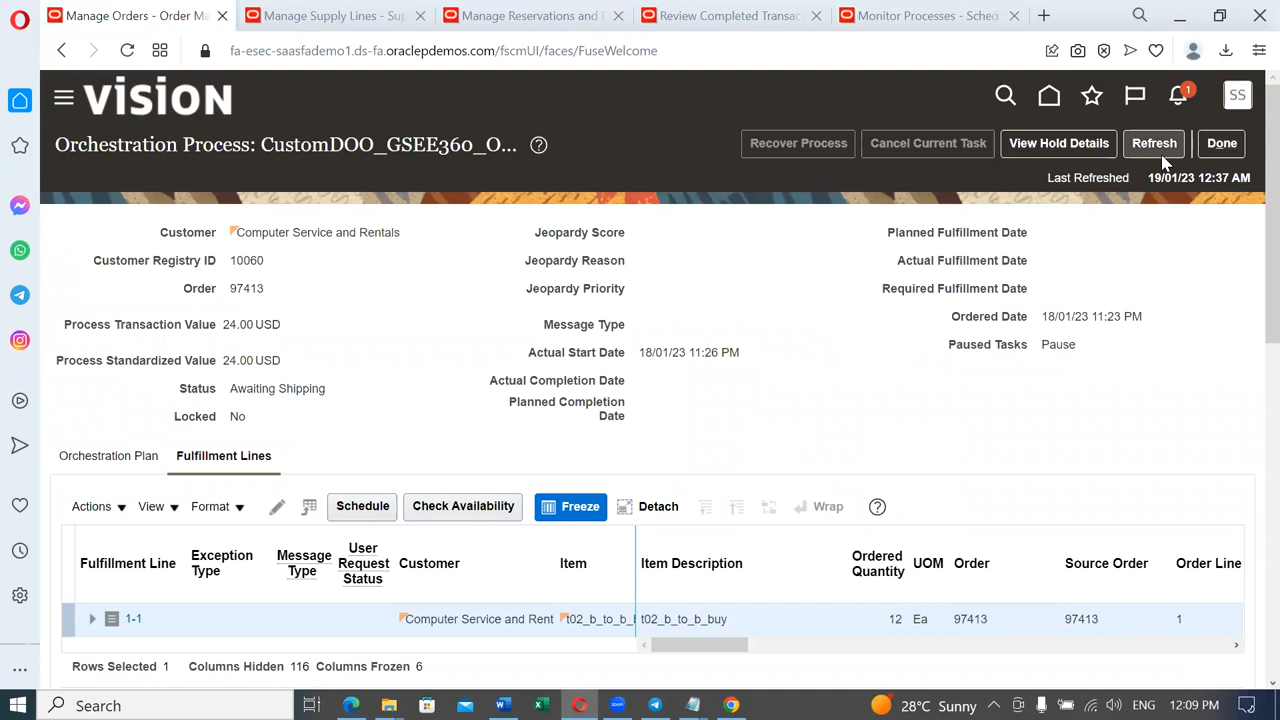 Manage Orders - Order Ma
Manage Supply Lines - Sup
Manage Reservations and
Review Completed Transac
Monitor Processes - Sched
fa-esec-saasfademo1.ds-fa.oraclepdemos.com/fscmUI/faces/FuseWelcome
VISION
1
SS
Orchestration Process: CustomDOO_GSEE360_O...
Recover Process
Cancel Current Task
View Hold Details
Refresh
Done
Last Refreshed 19/01/23 12:37 AM
Customer Computer Service and Rentals
Customer Registry ID 10060
Order 97413
Process Transaction Value 24.00 USD
Process Standardized Value 24.00 USD
Status Awaiting Shipping
Locked No
Jeopardy Score
Jeopardy Reason
Jeopardy Priority
Message Type
Actual Start Date 18/01/23 11:26 PM
Actual Completion Date
Planned Completion
Date
Planned Fulfillment Date
Actual Fulfillment Date
Required Fulfillment Date
Ordered Date 18/01/23 11:23 PM
Paused Tasks Pause
Orchestration Plan Fulfillment Lines
Actions View Format Schedule Check Availability Freeze Detach Wrap
Fulfillment Line Exception Type Message Type User Request Status Customer Item Item Description Ordered Quantity UOM Order Source Order Order Line
1-1 Computer Service and Rent t02_b_to_b_l t02_b_to_b_buy 12 Ea 97413 97413 1
Rows Selected 1 Columns Hidden 116 Columns Frozen 6
Search
28°C Sunny
ENG
12:09 PM